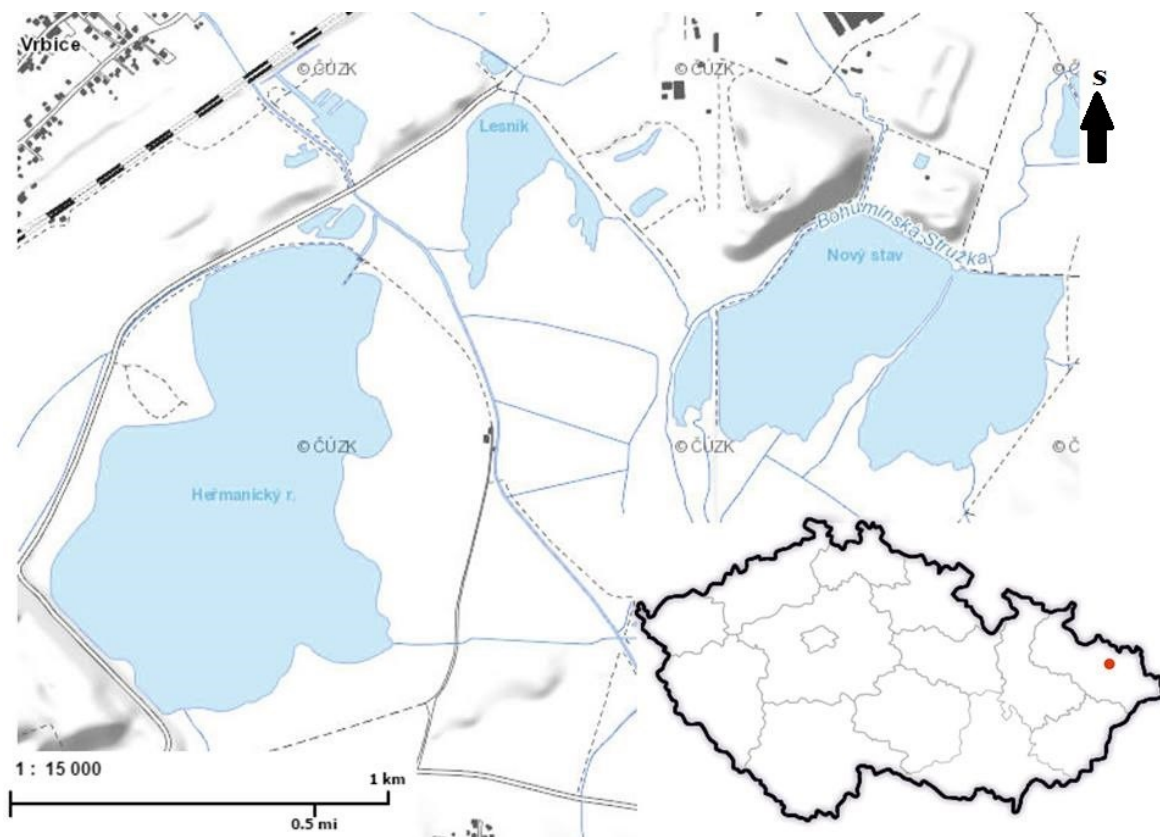 Vrbice
© ČÚZK
© ČÚZK
© Č
S
Lesník
Bohumínská Stružka
Nový stav
© ČÚZK
© ČÚZK
© Č
Heřmanický r.
1 : 15 000
1 km
0.5 mi